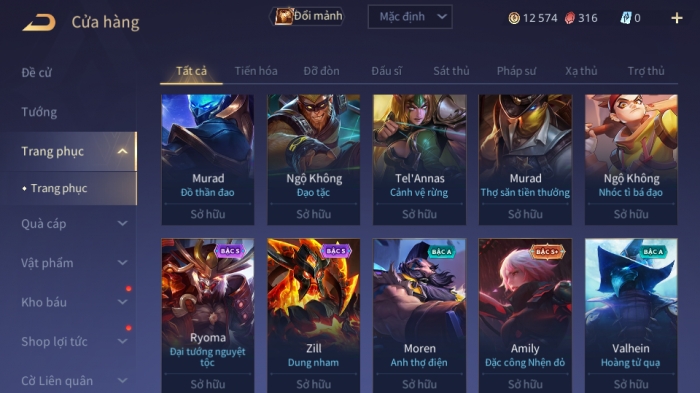 Cửa hàng
Đổi mảnh
Mặc định
12 574
316
0
Đề cử
Tướng
Trang phục
Trang phục
Quà cáp
Vật phẩm
Kho báu
Shop lợi tức
Cờ Liên quân
Tất cả Tiến hóa Đỡ đòn Đấu sĩ Sát thủ Pháp sư Xạ thủ Trợ thủ
Murad
Đồ thần đao
Sở hữu
Ngộ Không
Đạo tặc
Sở hữu
Tel'Annas
Cảnh vệ rừng
Sở hữu
Murad
Thợ săn tiền thưởng
Sở hữu
Ngộ Không
Nhóc tì bá đạo
Sở hữu
BẬC S
Ryoma
Đại tướng nguyệt
tộc
Sở hữu
BẬC S
Zill
Dung nham
Sở hữu
BẬC A
Moren
Anh thợ điện
Sở hữu
BẬC S+
Amily
Đặc công Nhện đỏ
Sở hữu
BẬC A
Valhein
Hoàng tử quạ
Sở hữu